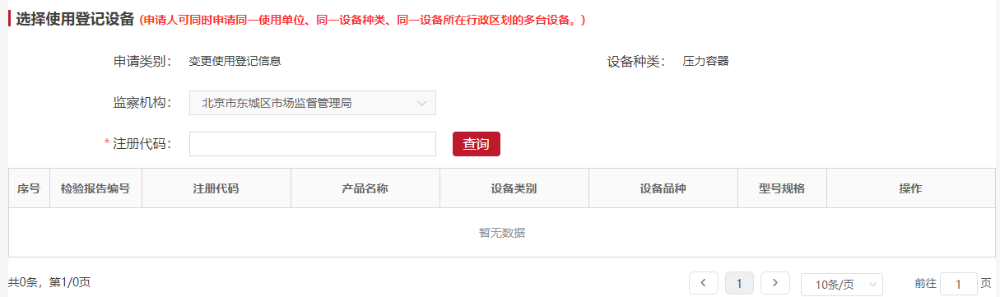 选择使用登记设备 (申请人可同时申请同一使用单位、同一设备种类、同一设备所在行政区划的多台设备。)
申请类别： 变更使用登记信息 设备种类： 压力容器
监察机构： 北京市东城区市场监督管理局
* 注册代码： 查询
序号 检验报告编号 注册代码 产品名称 设备类别 设备品种 型号规格 操作
暂无数据
共0条，第1/0页 1 10条/页 前往 1 页